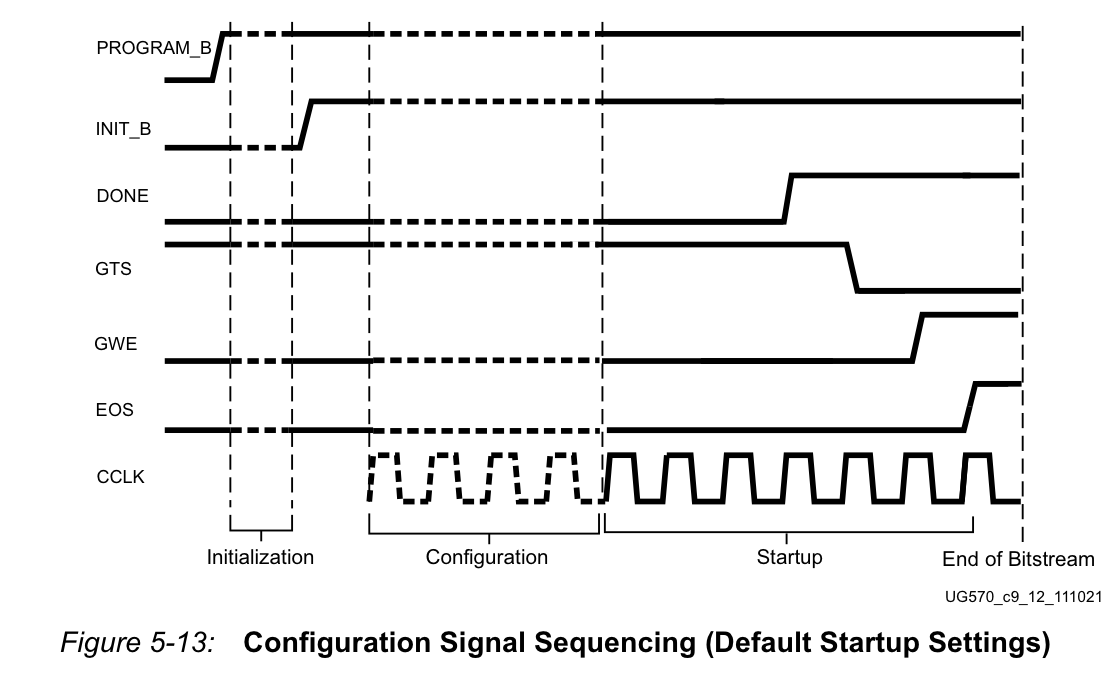 PROGRAM_B
INIT_B
DONE
GTS
GWE
EOS
CCLK
Initialization Configuration Startup End of Bitstream
UG570_c9_12_111021
Figure 5-13: Configuration Signal Sequencing (Default Startup Settings)